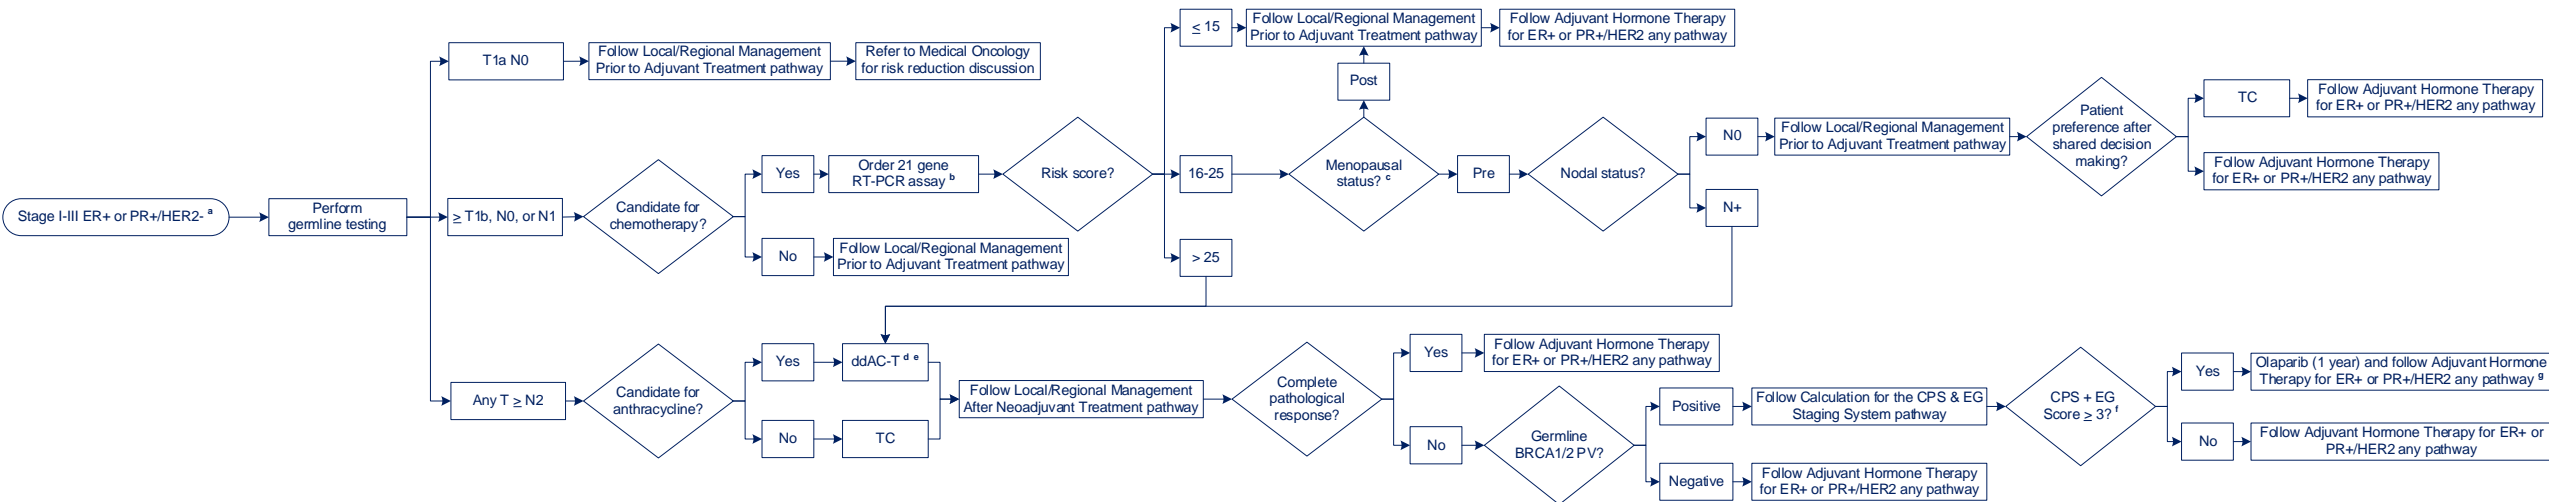 Stage I-III ER+ or PR+/HER2- a
Perform
germline testing
T1a N0
Follow Local/Regional Management
Prior to Adjuvant Treatment pathway
Refer to Medical Oncology
for risk reduction discussion
≥ T1b, N0, or N1
Candidate for
chemotherapy?
Yes
Order 21 gene
RT-PCR assay b
Risk score?
No
Follow Local/Regional Management
Prior to Adjuvant Treatment pathway
≤ 15
Follow Local/Regional Management
Prior to Adjuvant Treatment pathway
Follow Adjuvant Hormone Therapy
for ER+ or PR+/HER2 any pathway
Post
16-25
Menopausal
status? c
Pre
Nodal status?
N0
Follow Local/Regional Management
Prior to Adjuvant Treatment pathway
Patient
preference after
shared decision
making?
TC
Follow Adjuvant Hormone Therapy
for ER+ or PR+/HER2 any pathway
Follow Adjuvant Hormone Therapy
for ER+ or PR+/HER2 any pathway
N+
> 25
Any T ≥ N2
Candidate for
anthracycline?
Yes
ddAC-T d e
No
TC
Follow Local/Regional Management
After Neoadjuvant Treatment pathway
Complete
pathological
response?
Yes
Follow Adjuvant Hormone Therapy
for ER+ or PR+/HER2 any pathway
No
Germline
BRCA1/2 PV?
Positive
Follow Calculation for the CPS & EG
Staging System pathway
CPS + EG
Score ≥ 3? f
Yes
Olaparib (1 year) and follow Adjuvant Hormone
Therapy for ER+ or PR+/HER2 any pathway g
No
Follow Adjuvant Hormone Therapy for ER+ or
PR+/HER2 any pathway
Negative
Follow Adjuvant Hormone Therapy
for ER+ or PR+/HER2 any pathway